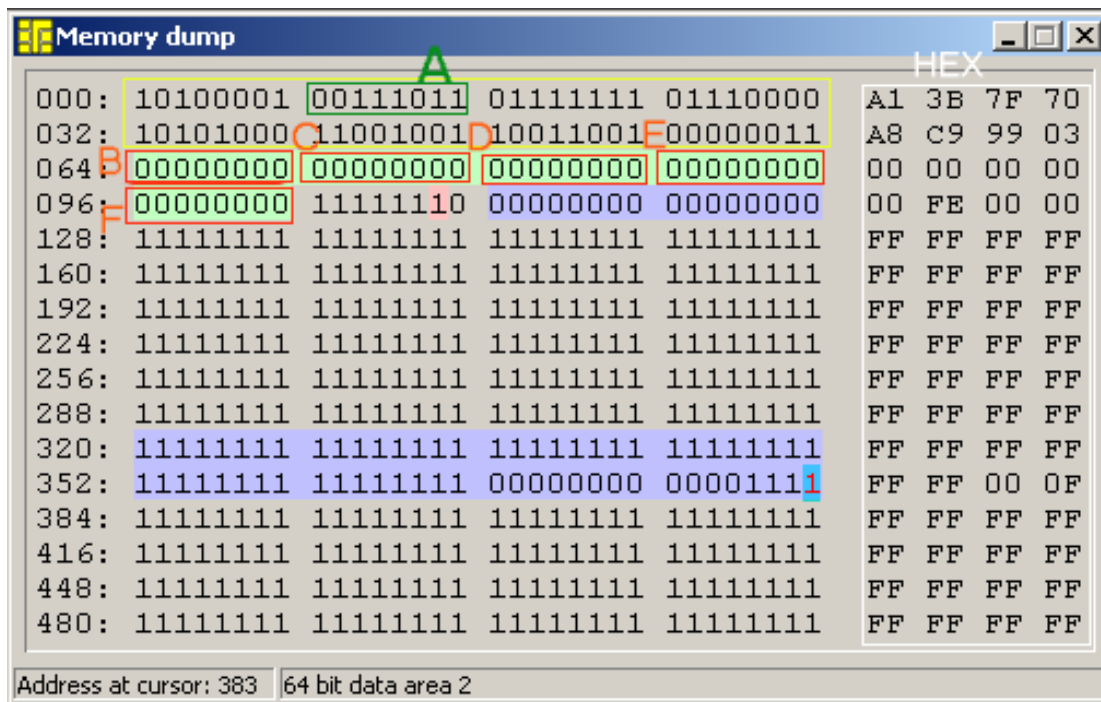 Memory dump
A
HEX
000: 10100001 00111011 01111111 01110000 A1 3B 7F 70
032: 10101000 C 11001001 D 10011001 E 00000011 A8 C9 99 03
064: B 00000000 00000000 00000000 00000000 00 00 00 00
096: F 00000000 11111110 00000000 00000000 00 FE 00 00
128: 11111111 11111111 11111111 11111111 FF FF FF FF
160: 11111111 11111111 11111111 11111111 FF FF FF FF
192: 11111111 11111111 11111111 11111111 FF FF FF FF
224: 11111111 11111111 11111111 11111111 FF FF FF FF
256: 11111111 11111111 11111111 11111111 FF FF FF FF
288: 11111111 11111111 11111111 11111111 FF FF FF FF
320: 11111111 11111111 11111111 11111111 FF FF FF FF
352: 11111111 11111111 00000000 00001111 FF FF 00 0F
384: 11111111 11111111 11111111 11111111 FF FF FF FF
416: 11111111 11111111 11111111 11111111 FF FF FF FF
448: 11111111 11111111 11111111 11111111 FF FF FF FF
480: 11111111 11111111 11111111 11111111 FF FF FF FF
Address at cursor: 383 64 bit data area 2